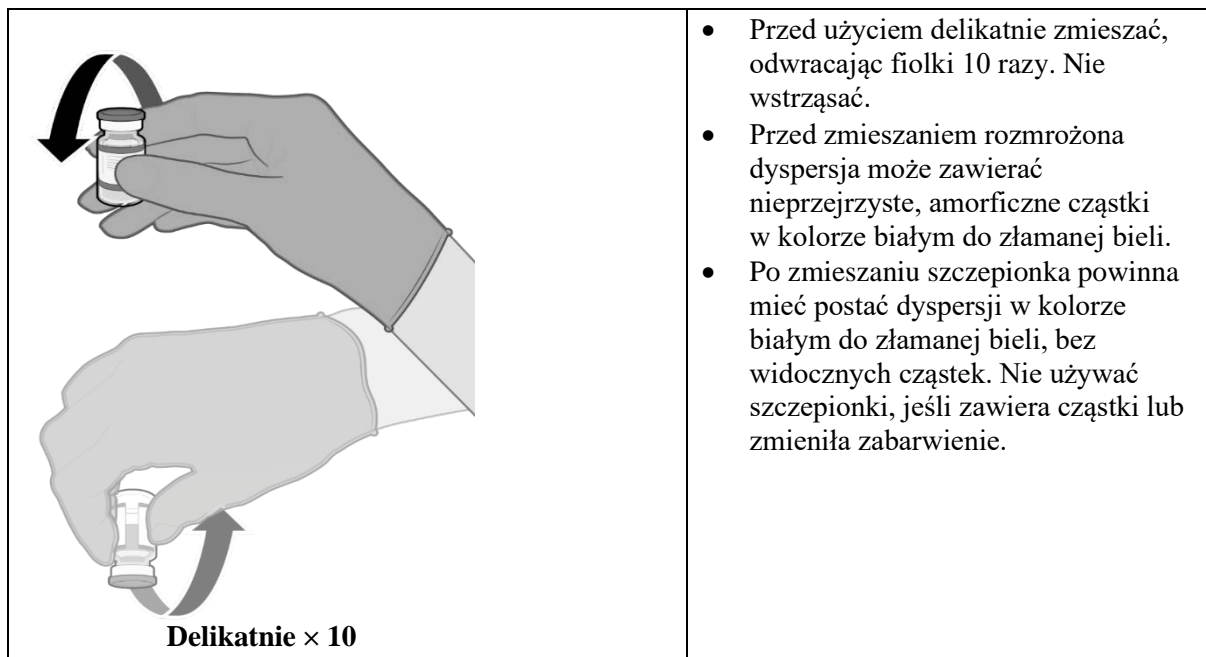 Delikatnie × 10
• Przed użyciem delikatnie zmieszać,
odwracając fiolki 10 razy. Nie
wstrząsać.
• Przed zmieszaniem rozmrożona
dyspersja może zawierać
nieprzejrzyste, amorficzne cząstki
w kolorze białym do złamanej bieli.
• Po zmieszaniu szczepionka powinna
mieć postać dyspersji w kolorze
białym do złamanej bieli, bez
widocznych cząstek. Nie używać
szczepionki, jeśli zawiera cząstki lub
zmieniła zabarwienie.